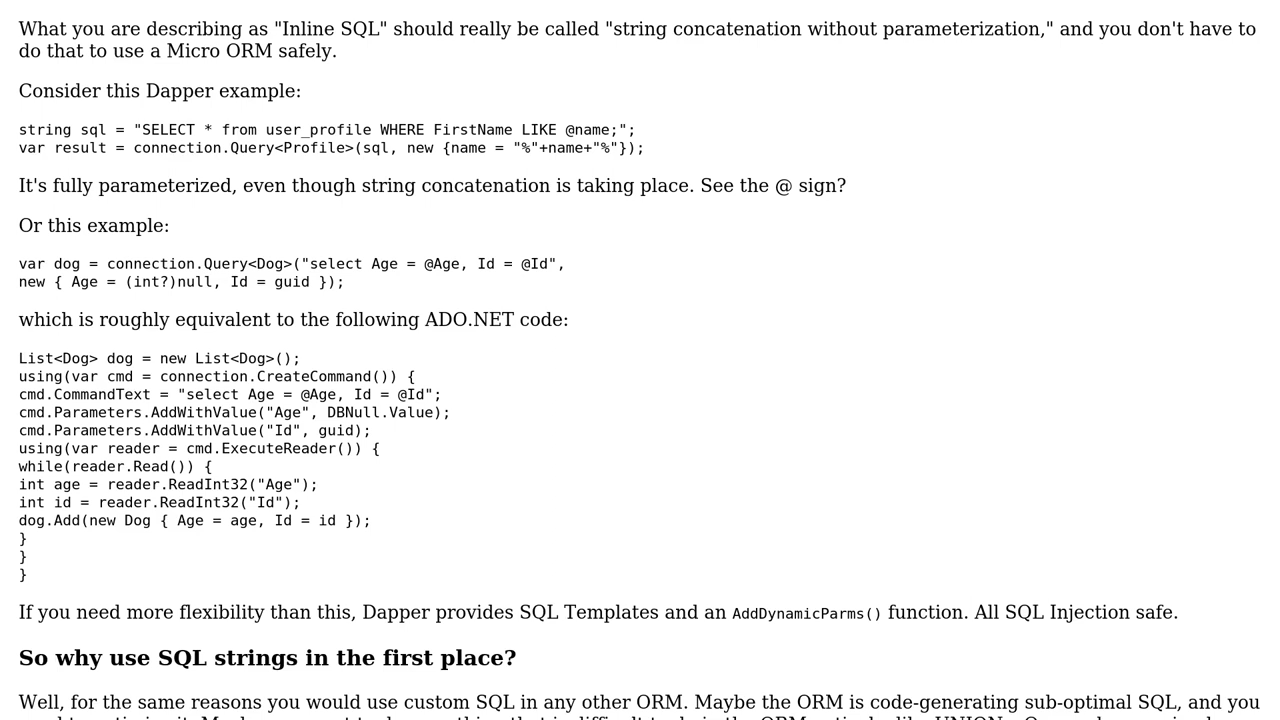 What you are describing as "Inline SQL" should really be called "string concatenation without parameterization," and you don't have to
do that to use a Micro ORM safely.
Consider this Dapper example:
string sql = "SELECT * from user_profile WHERE FirstName LIKE @name;";
var result = connection.Query<Profile>(sql, new {name = "%"+name+"%"});
It's fully parameterized, even though string concatenation is taking place. See the @ sign?
Or this example:
var dog = connection.Query<Dog>("select Age = @Age, Id = @Id",
new { Age = (int?)null, Id = guid });
which is roughly equivalent to the following ADO.NET code:
List<Dog> dog = new List<Dog>();
using(var cmd = connection.CreateCommand()) {
cmd.CommandText = "select Age = @Age, Id = @Id";
cmd.Parameters.AddWithValue("Age", DBNull.Value);
cmd.Parameters.AddWithValue("Id", guid);
using(var reader = cmd.ExecuteReader()) {
while(reader.Read()) {
int age = reader.ReadInt32("Age");
int id = reader.ReadInt32("Id");
dog.Add(new Dog { Age = age, Id = id });
}
}
}
If you need more flexibility than this, Dapper provides SQL Templates and an AddDynamicParms() function. All SQL Injection safe.
So why use SQL strings in the first place?
Well, for the same reasons you would use custom SQL in any other ORM. Maybe the ORM is code-generating sub-optimal SQL, and you